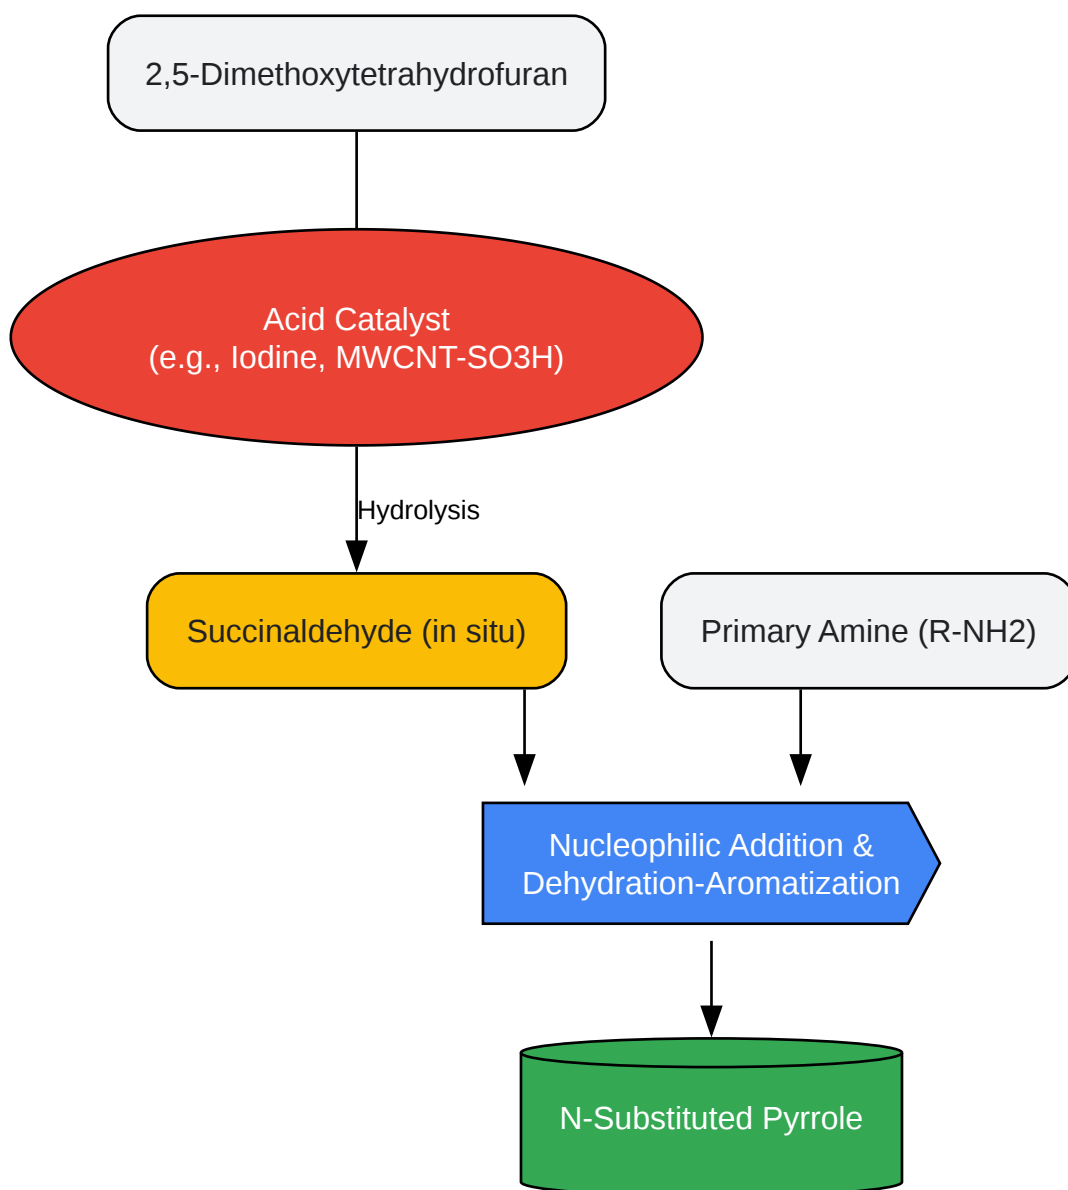 2,5-Dimethoxytetrahydrofuran
Acid Catalyst
(e.g., Iodine, MWCNT-SO3H)
Hydrolysis
Succinaldehyde (in situ)
Primary Amine (R-NH2)
Nucleophilic Addition &
Dehydration-Aromatization
N-Substituted Pyrrole